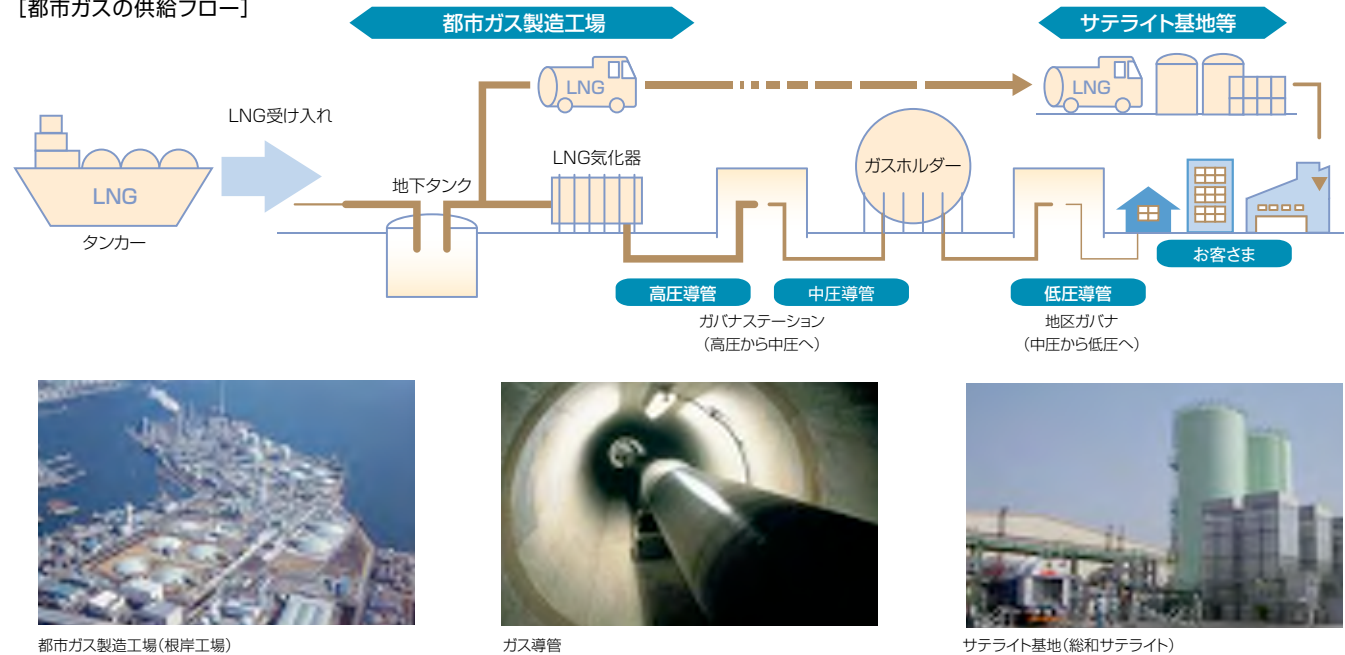 [都市ガスの供給フロー]
都市ガス製造工場
サテライト基地等
LNG
LNG
LNG受け入れ
LNG
タンカー
地下タンク
LNG気化器
ガスホルダー
お客さま
高圧導管
中圧導管
低圧導管
ガバナステーション
(高圧から中圧へ)
地区ガバナ
(中圧から低圧へ)
都市ガス製造工場(根岸工場)
ガス導管
サテライト基地(総和サテライト)